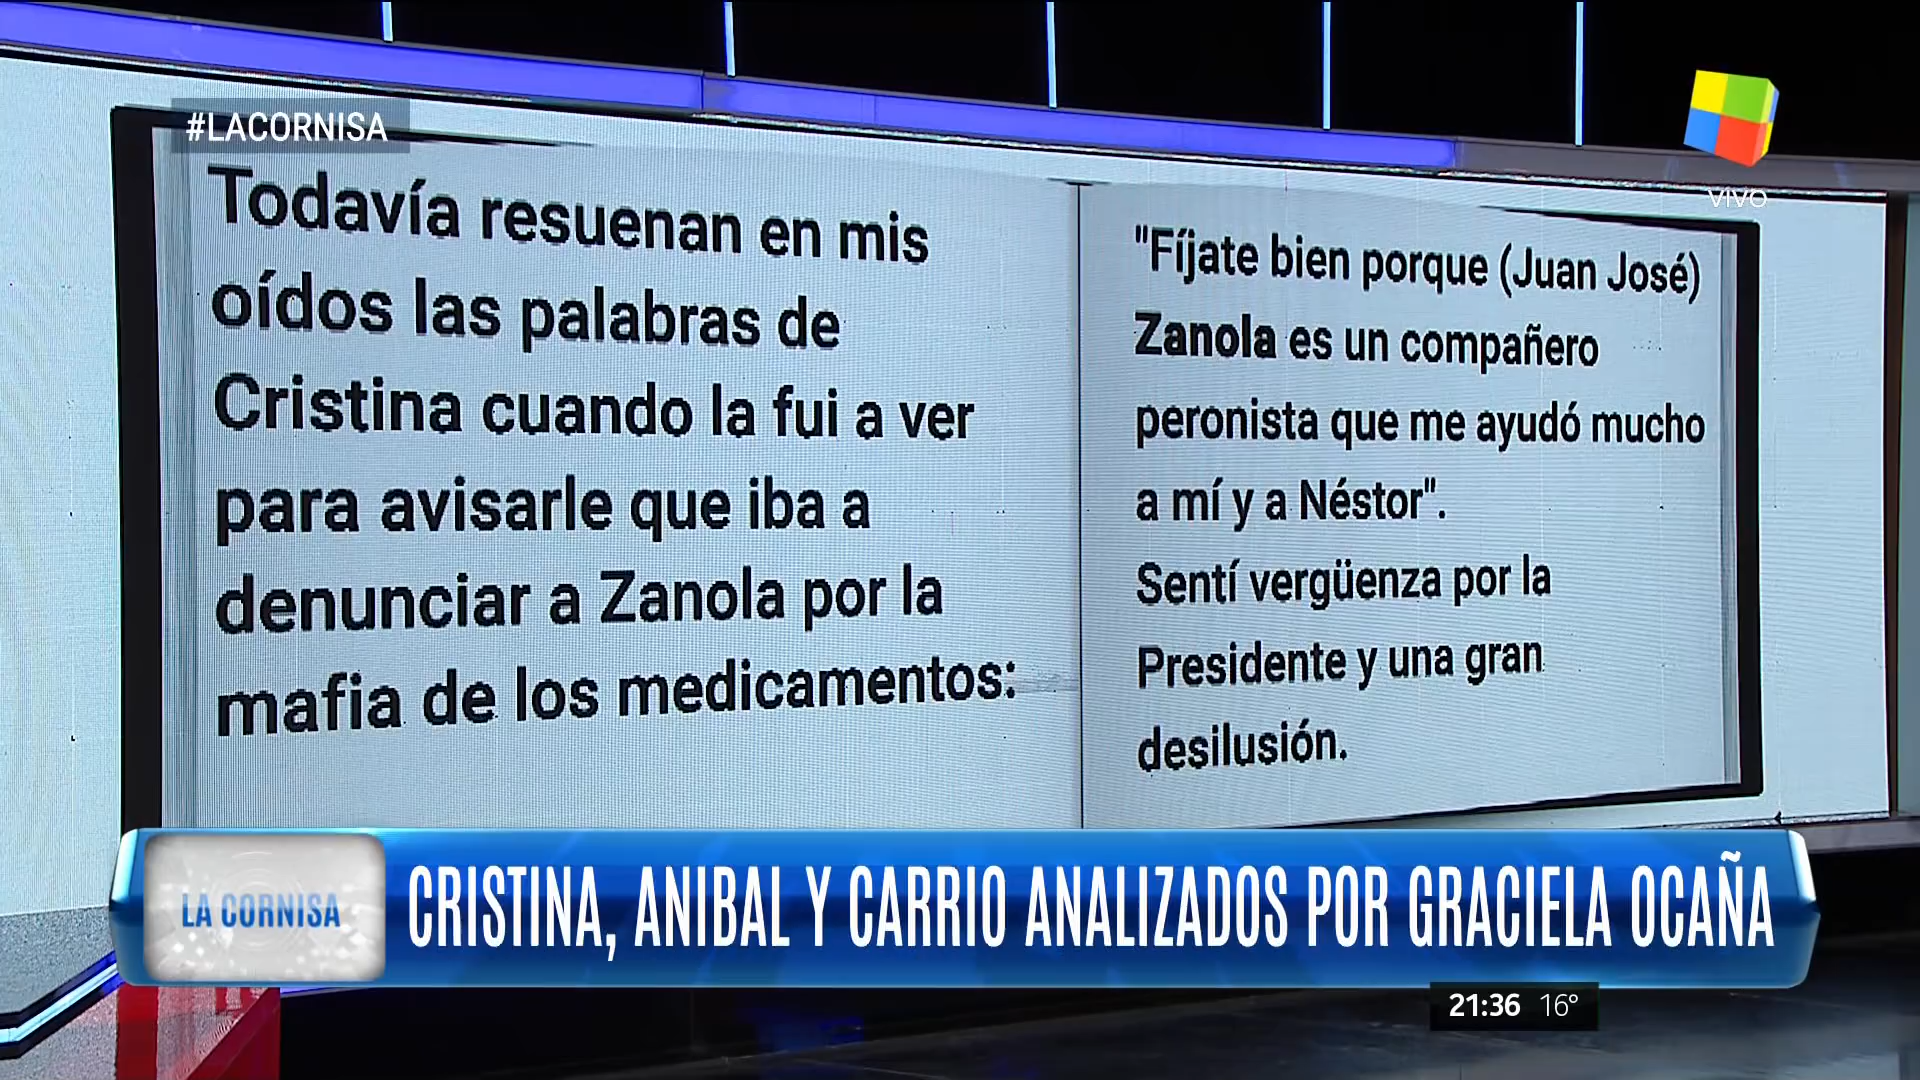 #LACORNISA
VIVO
Todavía resuenan en mis
oídos las palabras de
Cristina cuando la fui a ver
para avisarle que iba a
denunciar a Zanola por la
mafia de los medicamentos:
"Fíjate bien porque (Juan José)
Zanola es un compañero
peronista que me ayudó mucho
a mí y a Néstor".
Sentí vergüenza por la
Presidente y una gran
desilusión.
LA CORNISA
CRISTINA, ANIBAL Y CARRIO ANALIZADOS POR GRACIELA OCAÑA
21:36 16°